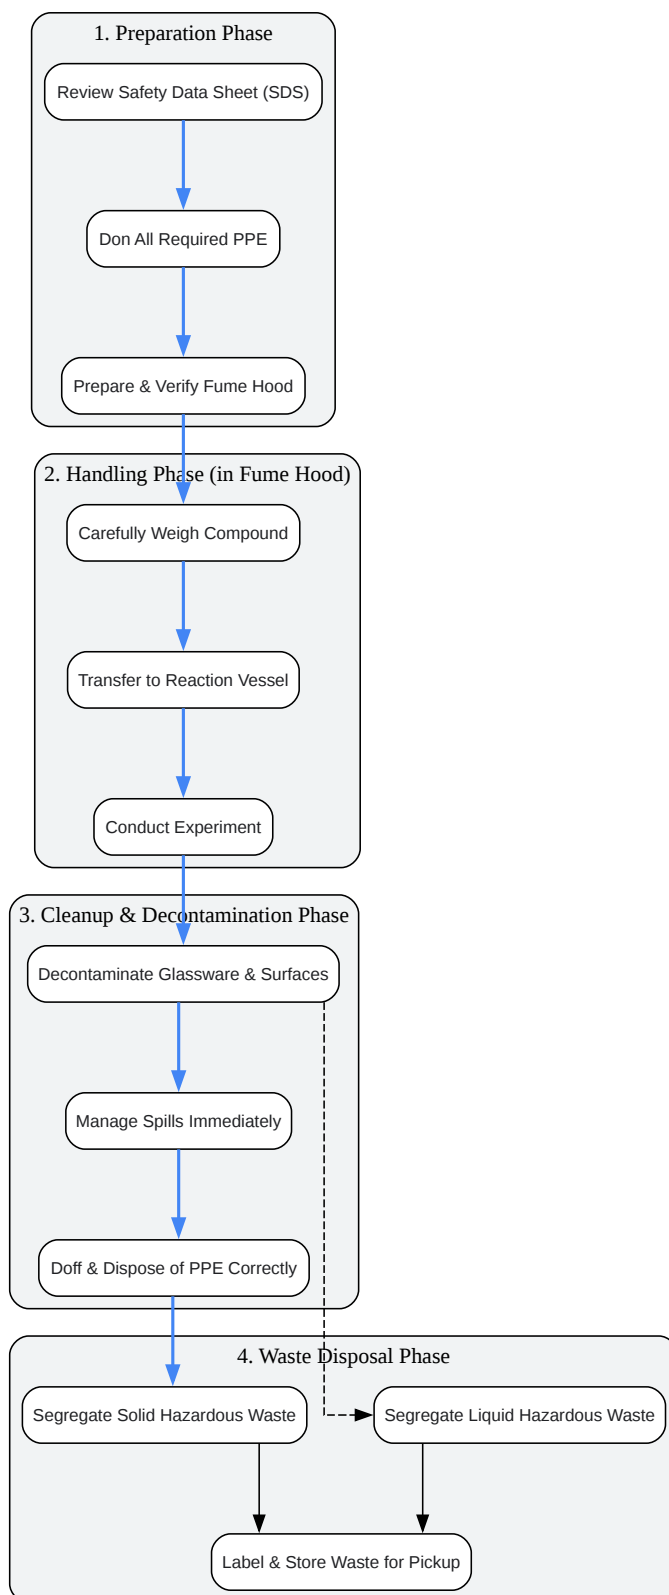 1. Preparation Phase
Review Safety Data Sheet (SDS)
Don All Required PPE
Prepare & Verify Fume Hood
2. Handling Phase (in Fume Hood)
Carefully Weigh Compound
Transfer to Reaction Vessel
Conduct Experiment
3. Cleanup & Decontamination Phase
Decontaminate Glassware & Surfaces
Manage Spills Immediately
Doff & Dispose of PPE Correctly
4. Waste Disposal Phase
Segregate Solid Hazardous Waste
Segregate Liquid Hazardous Waste
Label & Store Waste for Pickup